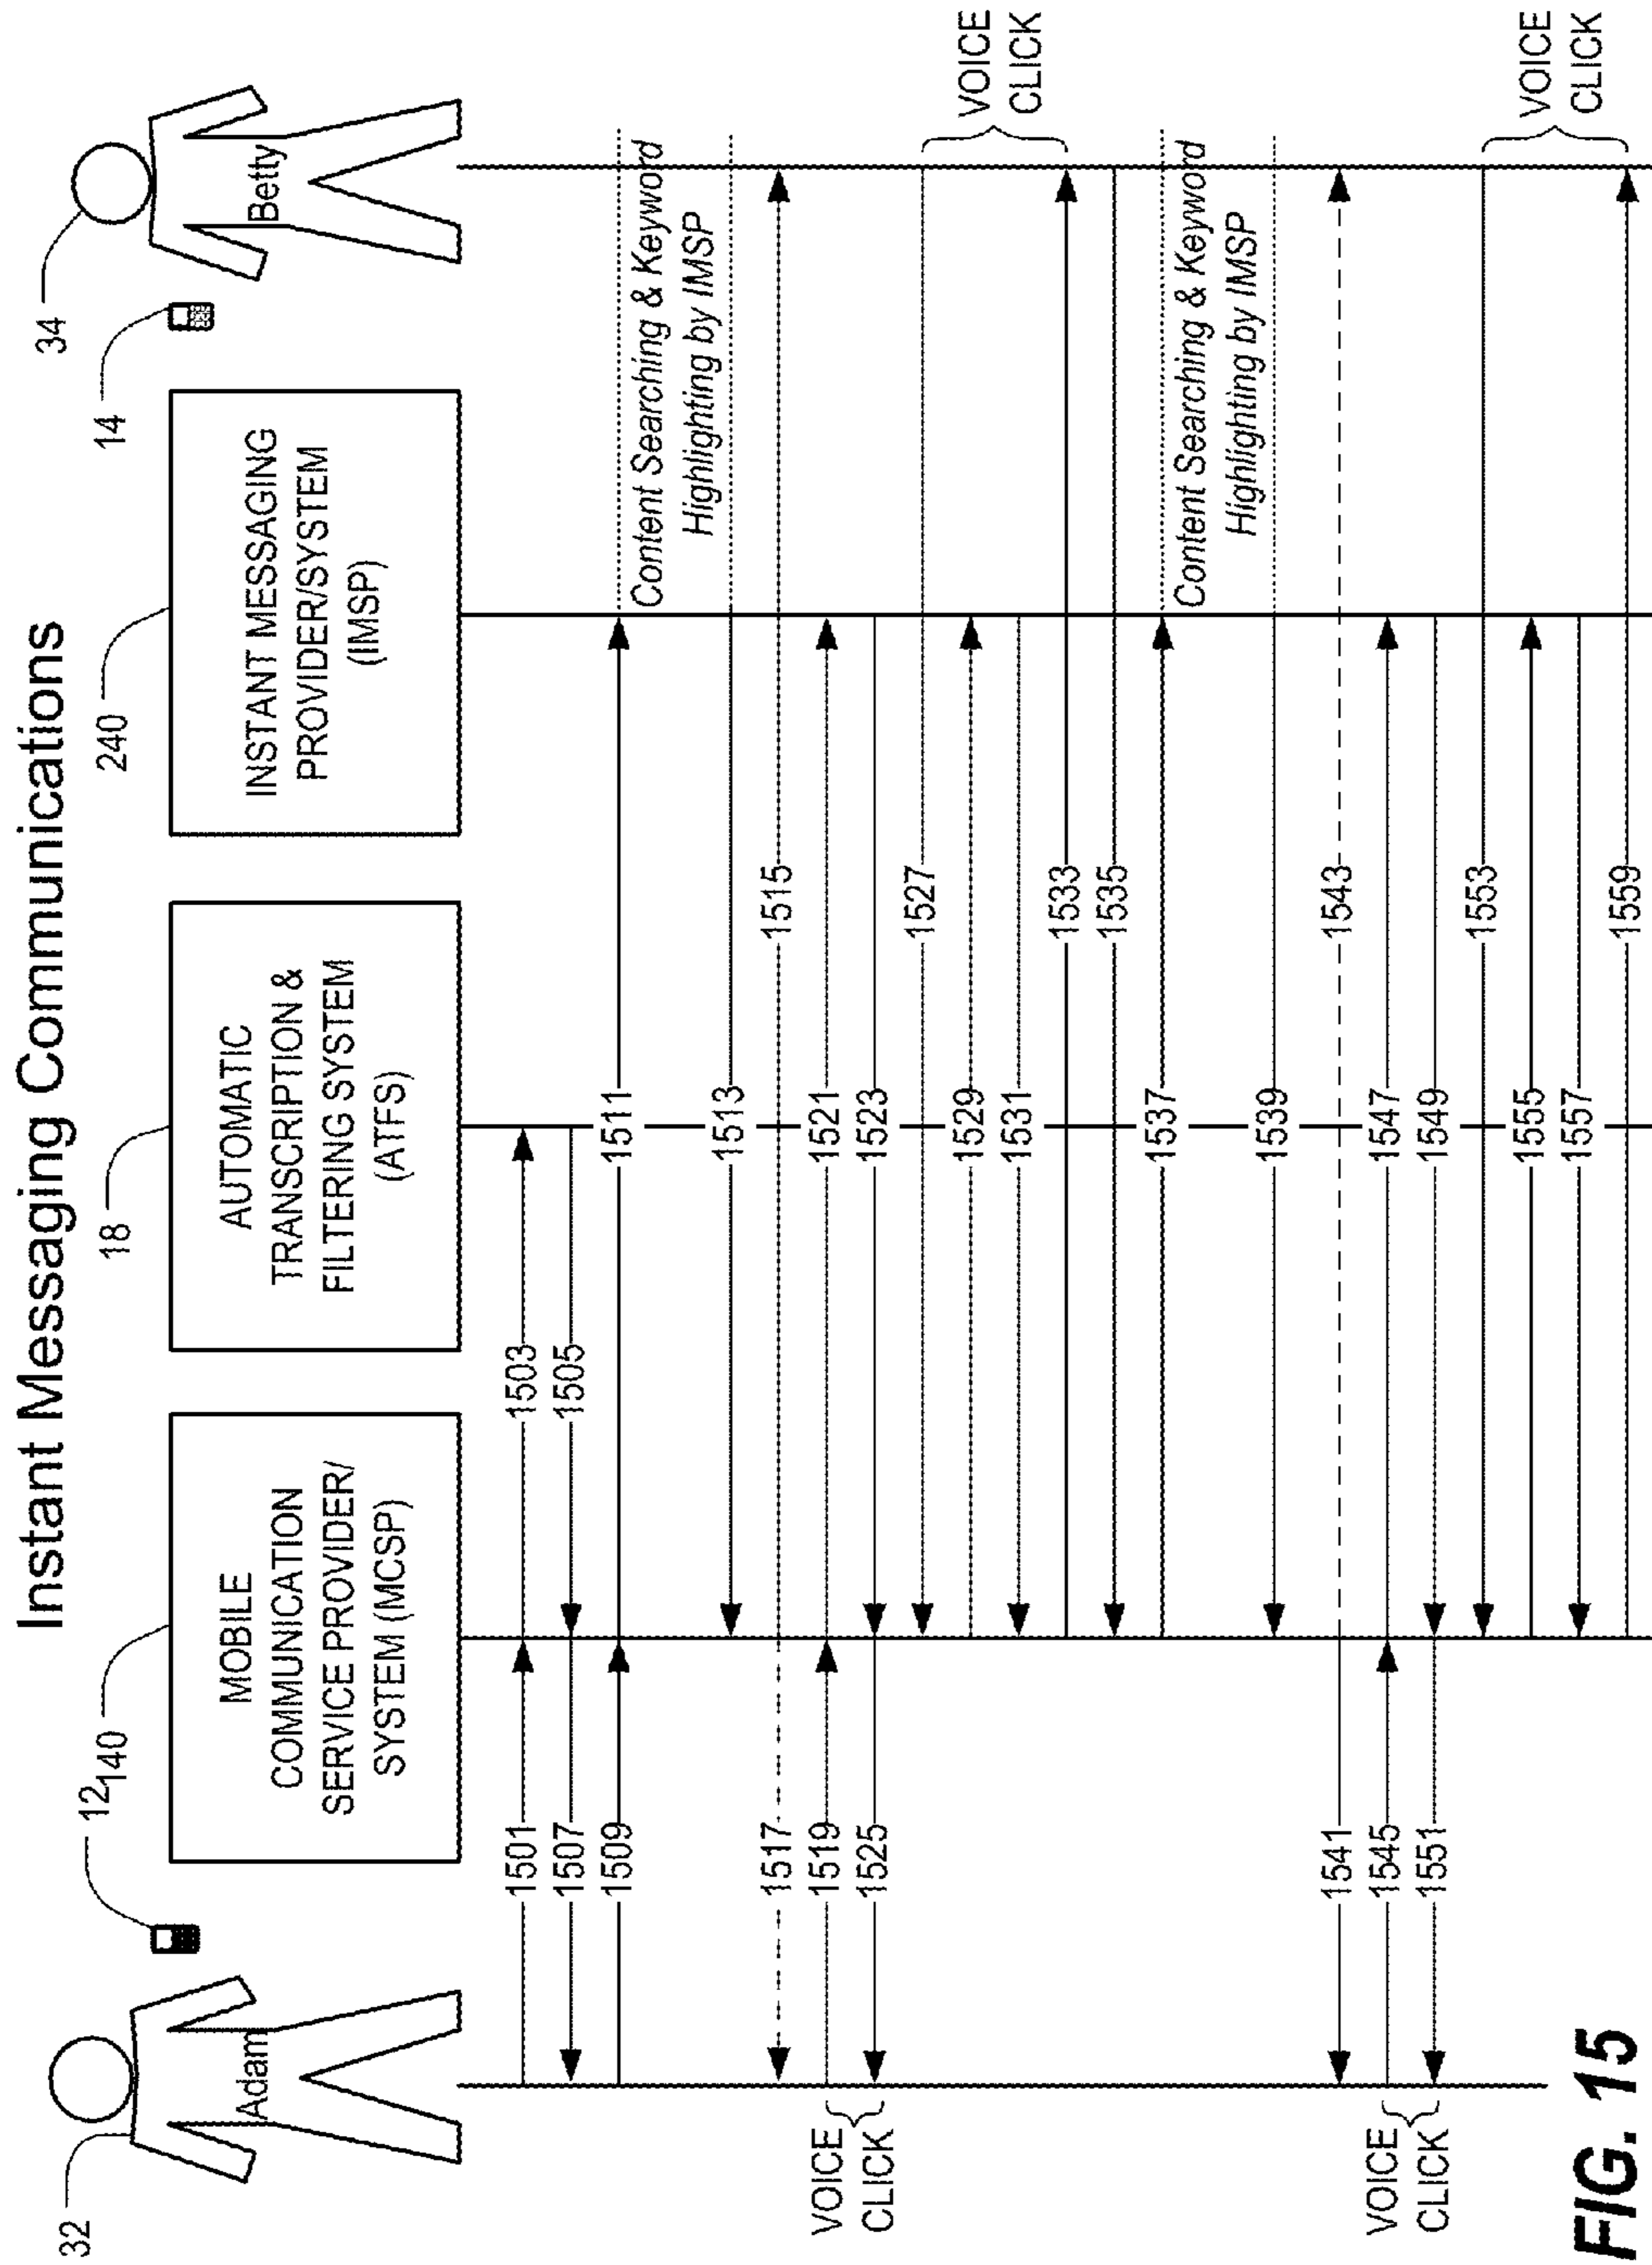 Instant Messaging Communications
32
12
140
18
240
14
34
Adam
MOBILE
COMMUNICATION
SERVICE PROVIDER/
SYSTEM (MCSP)
AUTOMATIC
TRANSCRIPTION &
FILTERING SYSTEM
(ATFS)
INSTANT MESSAGING
PROVIDER/SYSTEM
(IMSP)
Betty
1501
1503
1507
1505
1509
1511
Content Searching & Keyword
Highlighting by IMSP
1513
1517
1515
VOICE
CLICK
1519
1521
1525
1523
1527
VOICE
CLICK
1529
1531
1533
1535
1537
Content Searching & Keyword
Highlighting by IMSP
1539
1541
1543
VOICE
CLICK
1545
1547
1551
1549
1553
VOICE
CLICK
1555
1557
1559
FIG. 15